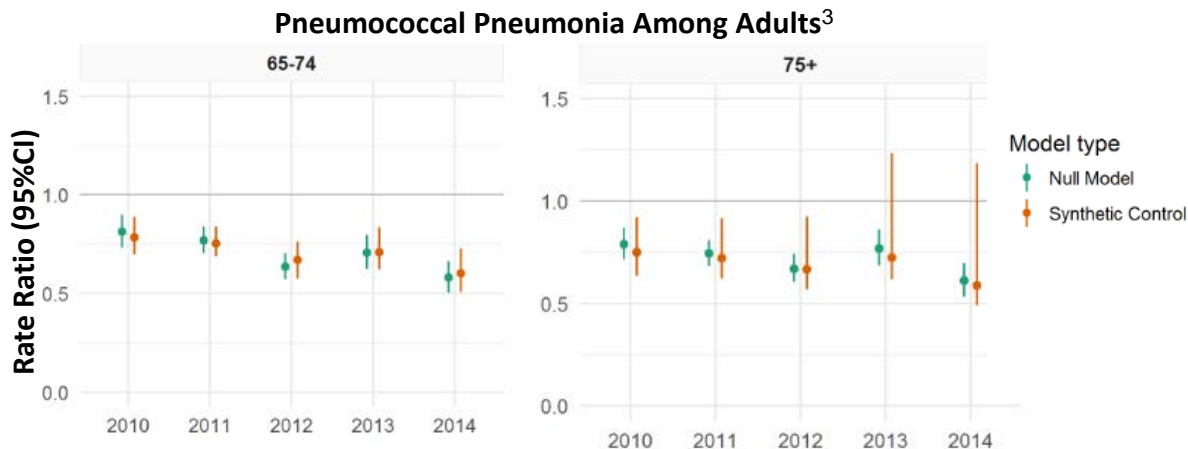 Pneumococcal Pneumonia Among Adults3
65-74
75+
Rate Ratio (95%CI)
1.5
1.0
0.5
0.0
2010 2011 2012 2013 2014
1.5
1.0
0.5
0.0
2010 2011 2012 2013 2014
Model type
Null Model
Synthetic Control